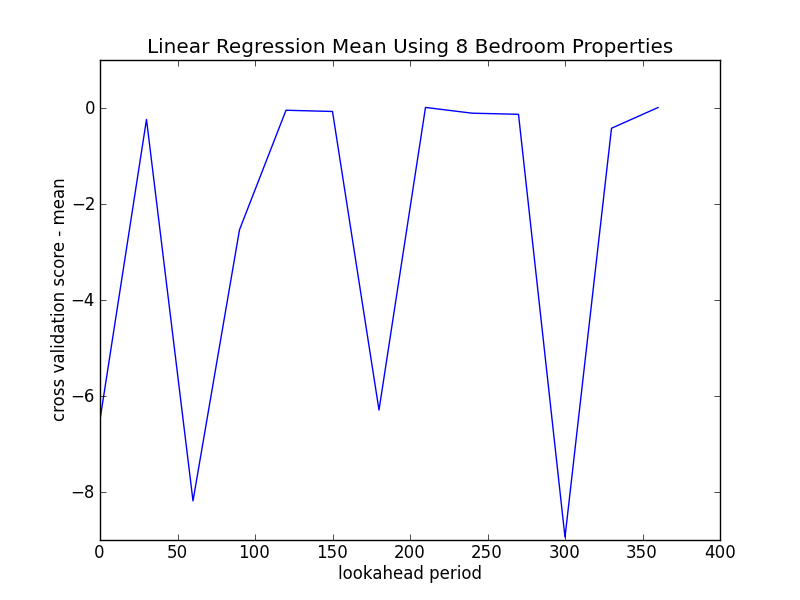 Linear Regression Mean Using 8 Bedroom Properties
cross validation score - mean
0
−2
−4
−6
−8
0 50 100 150 200 250 300 350 400
lookahead period